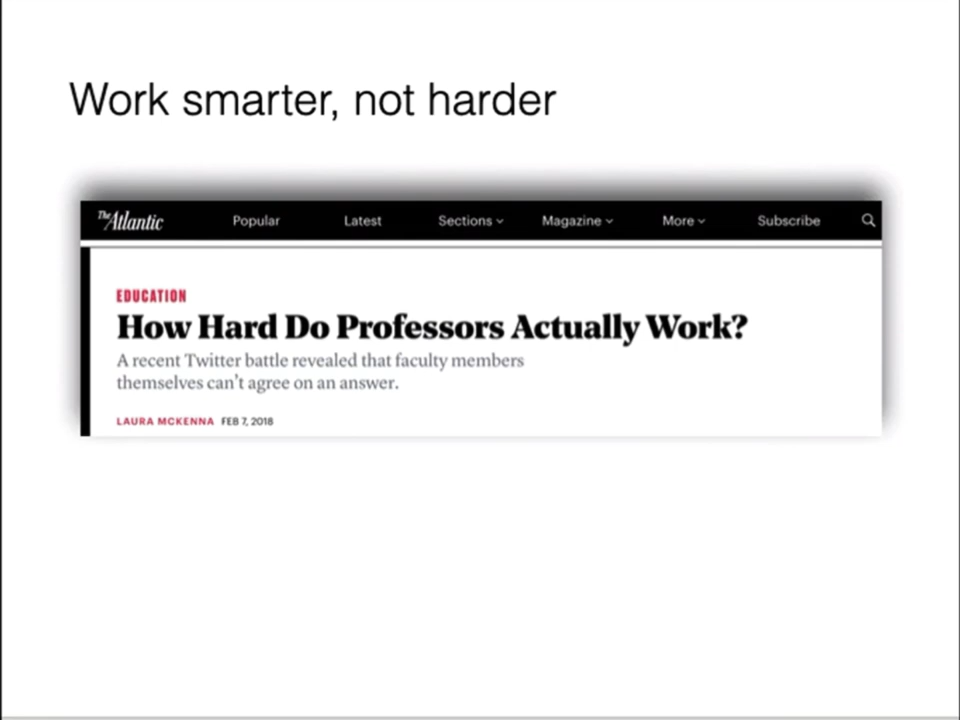 Work smarter, not harder
The Atlantic Popular Latest Sections Magazine More Subscribe
EDUCATION
How Hard Do Professors Actually Work?
A recent Twitter battle revealed that faculty members
themselves can't agree on an answer.
LAURA MCKENNA FEB 7, 2018